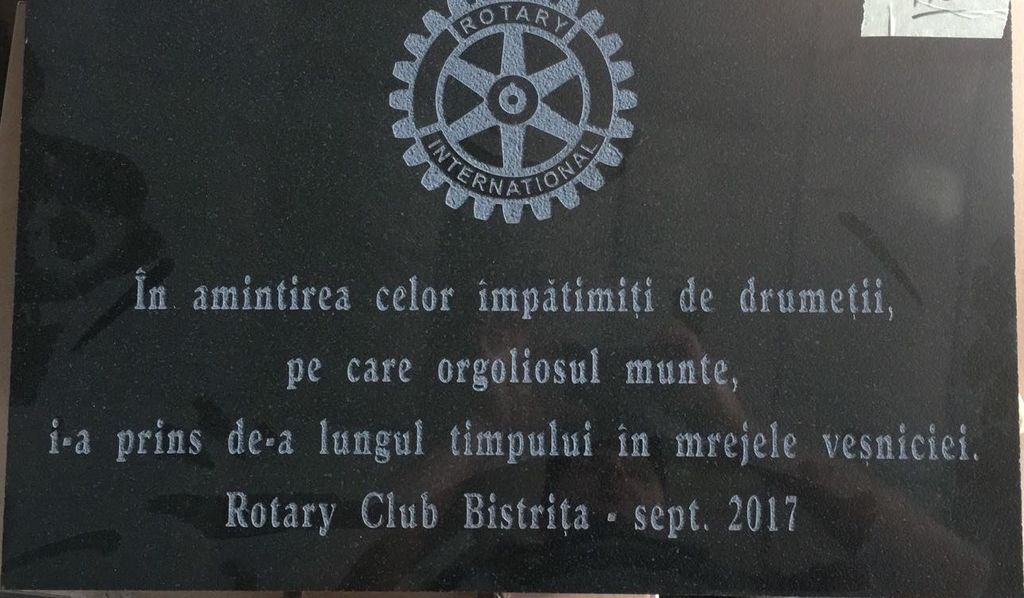 ROTARY
INTERNATIONAL
În amintirea celor împătimiți de drumeții,
pe care orgoliosul munte,
i-a prins de-a lungul timpului în mrejele veșniciei.
Rotary Club Bistrița - sept. 2017